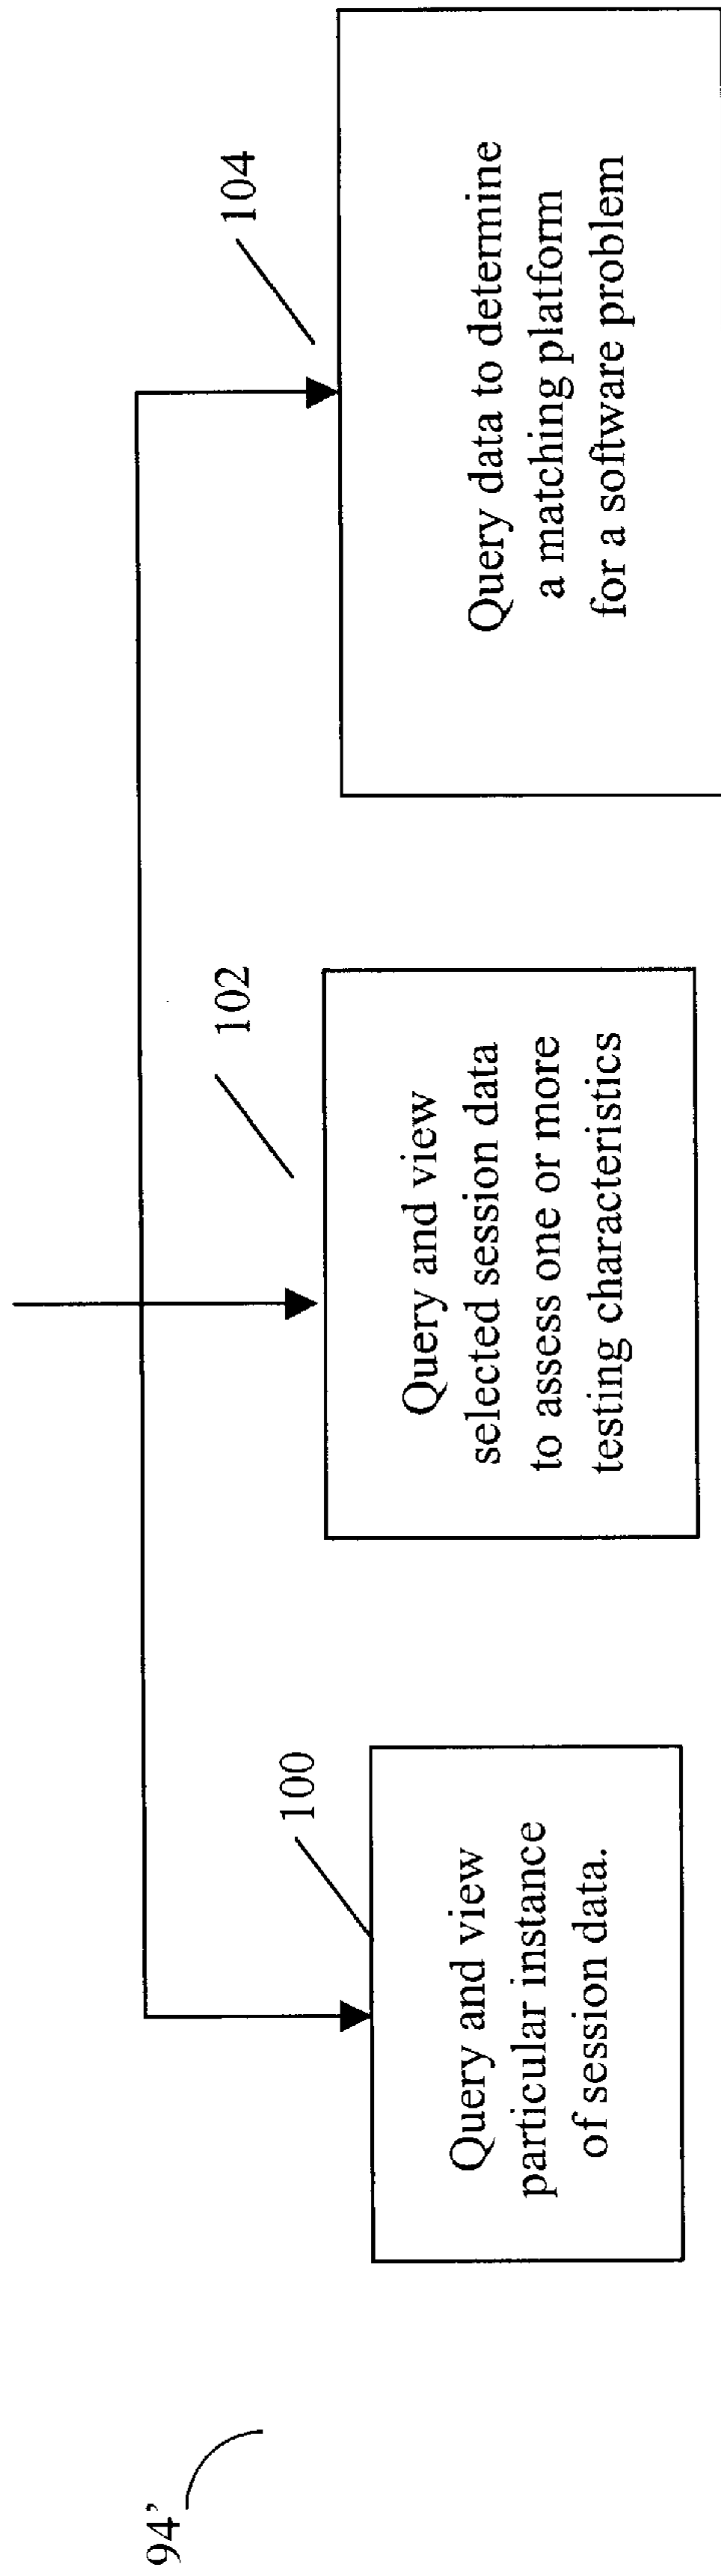 94’
100
Query and view
particular instance
of session data.
102
Query and view
selected session data
to assess one or more
testing characteristics
104
Query data to determine
a matching platform
for a software problem